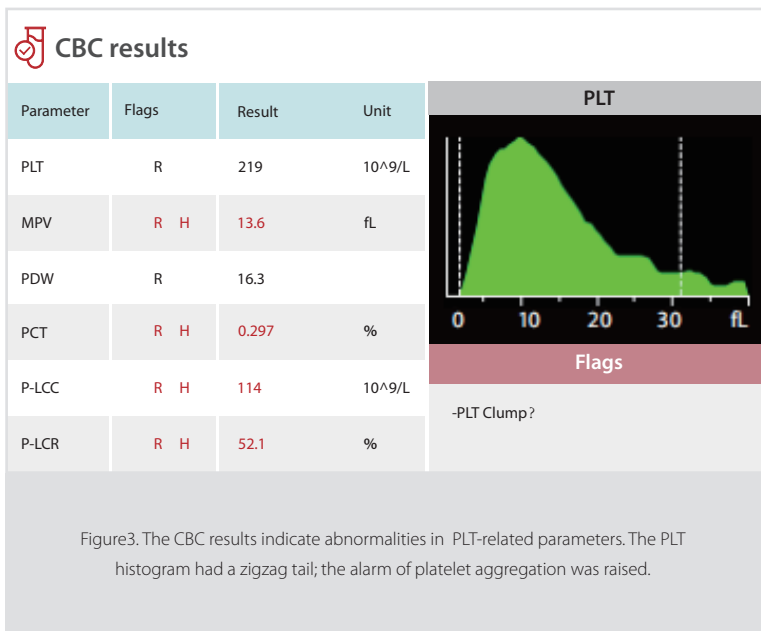 CBC results
Parameter Flags Result Unit
PLT R 219 10^9/L
MPV R H 13.6 fL
PDW R 16.3
PCT R H 0.297 %
P-LCC R H 114 10^9/L
P-LCR R H 52.1 %
PLT
0 10 20 30 fL
Flags
-PLT Clump?
Figure3. The CBC results indicate abnormalities in PLT-related parameters. The PLT
histogram had a zigzag tail; the alarm of platelet aggregation was raised.